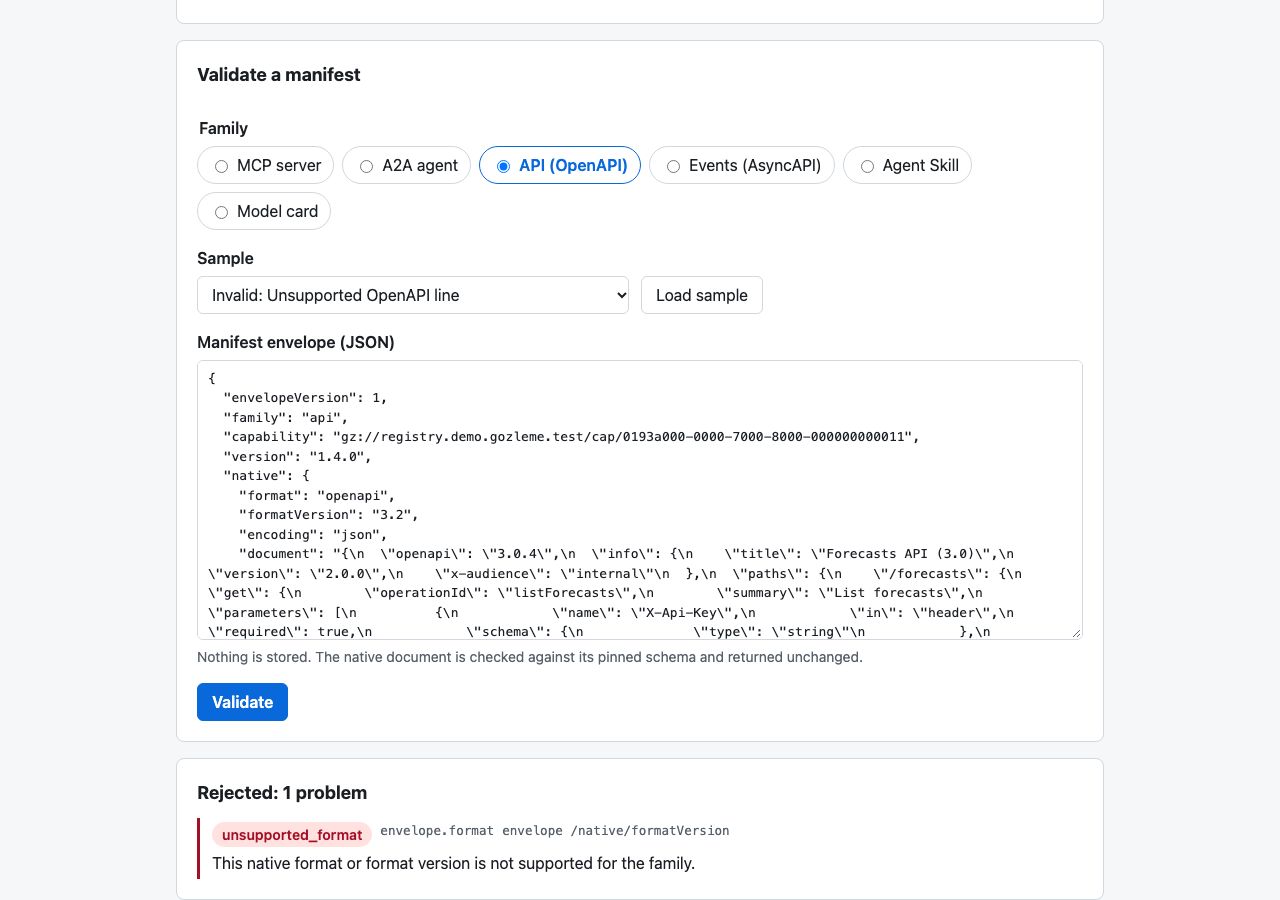 Validate a manifest
Family
MCP server
A2A agent
API (OpenAPI)
Events (AsyncAPI)
Agent Skill
Model card
Sample
Invalid: Unsupported OpenAPI line
Load sample
Manifest envelope (JSON)
{
  "envelopeVersion": 1,
  "family": "api",
  "capability": "gz://registry.demo.gozleme.test/cap/0193a000-0000-7000-8000-000000000011",
  "version": "1.4.0",
  "native": {
    "format": "openapi",
    "formatVersion": "3.2",
    "encoding": "json",
    "document": "{\n  \"openapi\": \"3.0.4\",\n  \"info\": {\n    \"title\": \"Forecasts API (3.0)\",\n
\"version\": \"2.0.0\",\n    \"x-audience\": \"internal\"\n  },\n  \"paths\": {\n    \"/forecasts\": {\n
\"get\": {\n        \"operationId\": \"listForecasts\",\n        \"summary\": \"List forecasts\",\n
\"parameters\": [\n          {\n            \"name\": \"X-Api-Key\",\n            \"in\": \"header\",\n
\"required\": true,\n            \"schema\": {\n              \"type\": \"string\"\n            },\n
Nothing is stored. The native document is checked against its pinned schema and returned unchanged.
Validate
Rejected: 1 problem
unsupported_format envelope.format envelope /native/formatVersion
This native format or format version is not supported for the family.